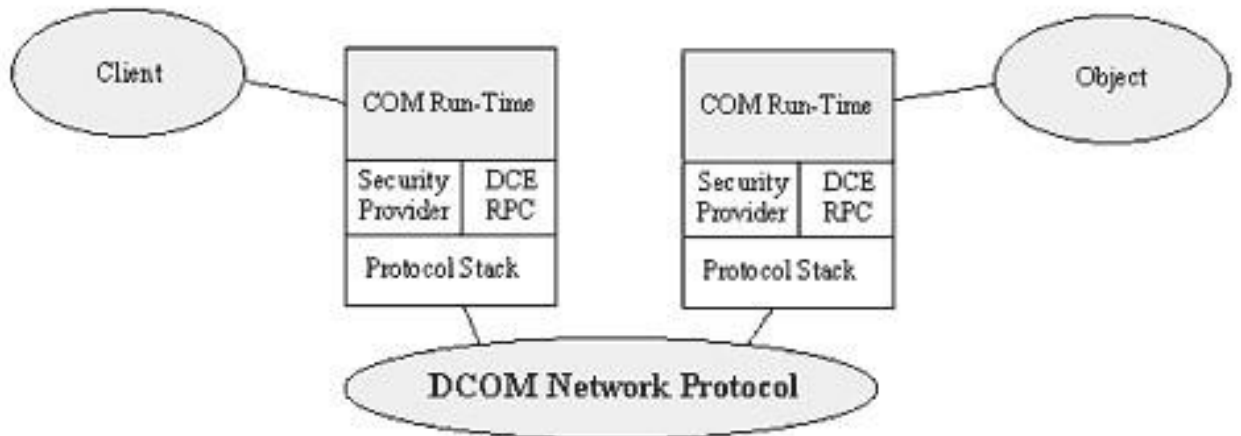 Client
COM Run-Time
Security Provider
DCE RPC
Protocol Stack
COM Run-Time
Security Provider
DCE RPC
Protocol Stack
Object
DCOM Network Protocol